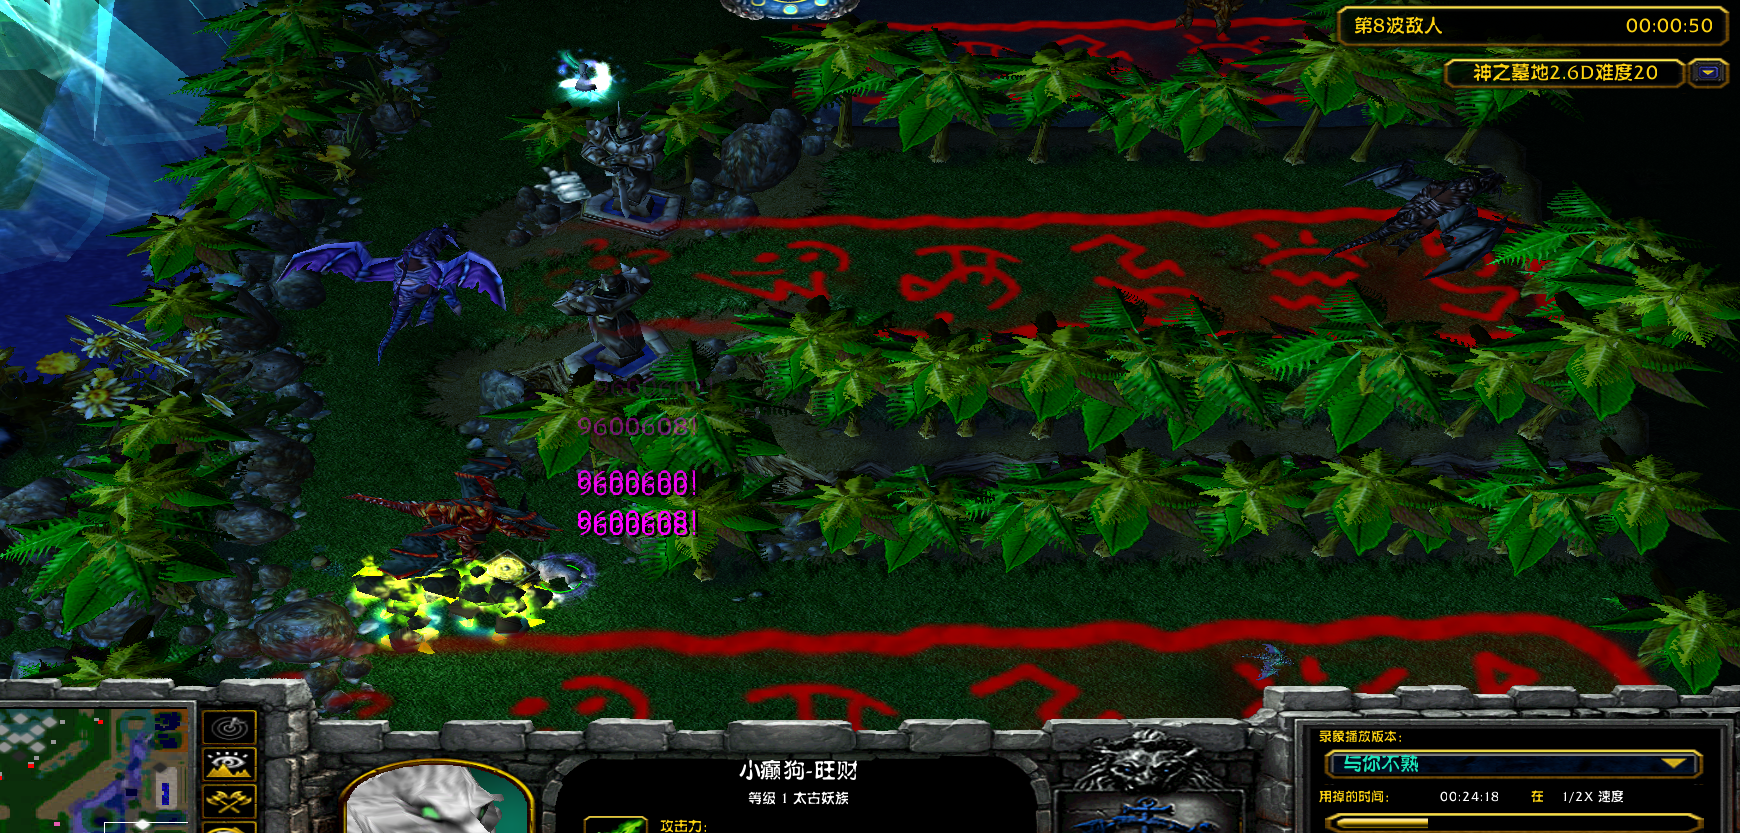 第8波敌人 00:00:50
神之墓地2.6D难度20
9600608!
9600600!
9600608!
小癫狗-旺财
等级 1 太古妖族
攻击力:
录象播放版本:
与你不熟
用掉的时间: 00:24:18 在 1/2X 速度